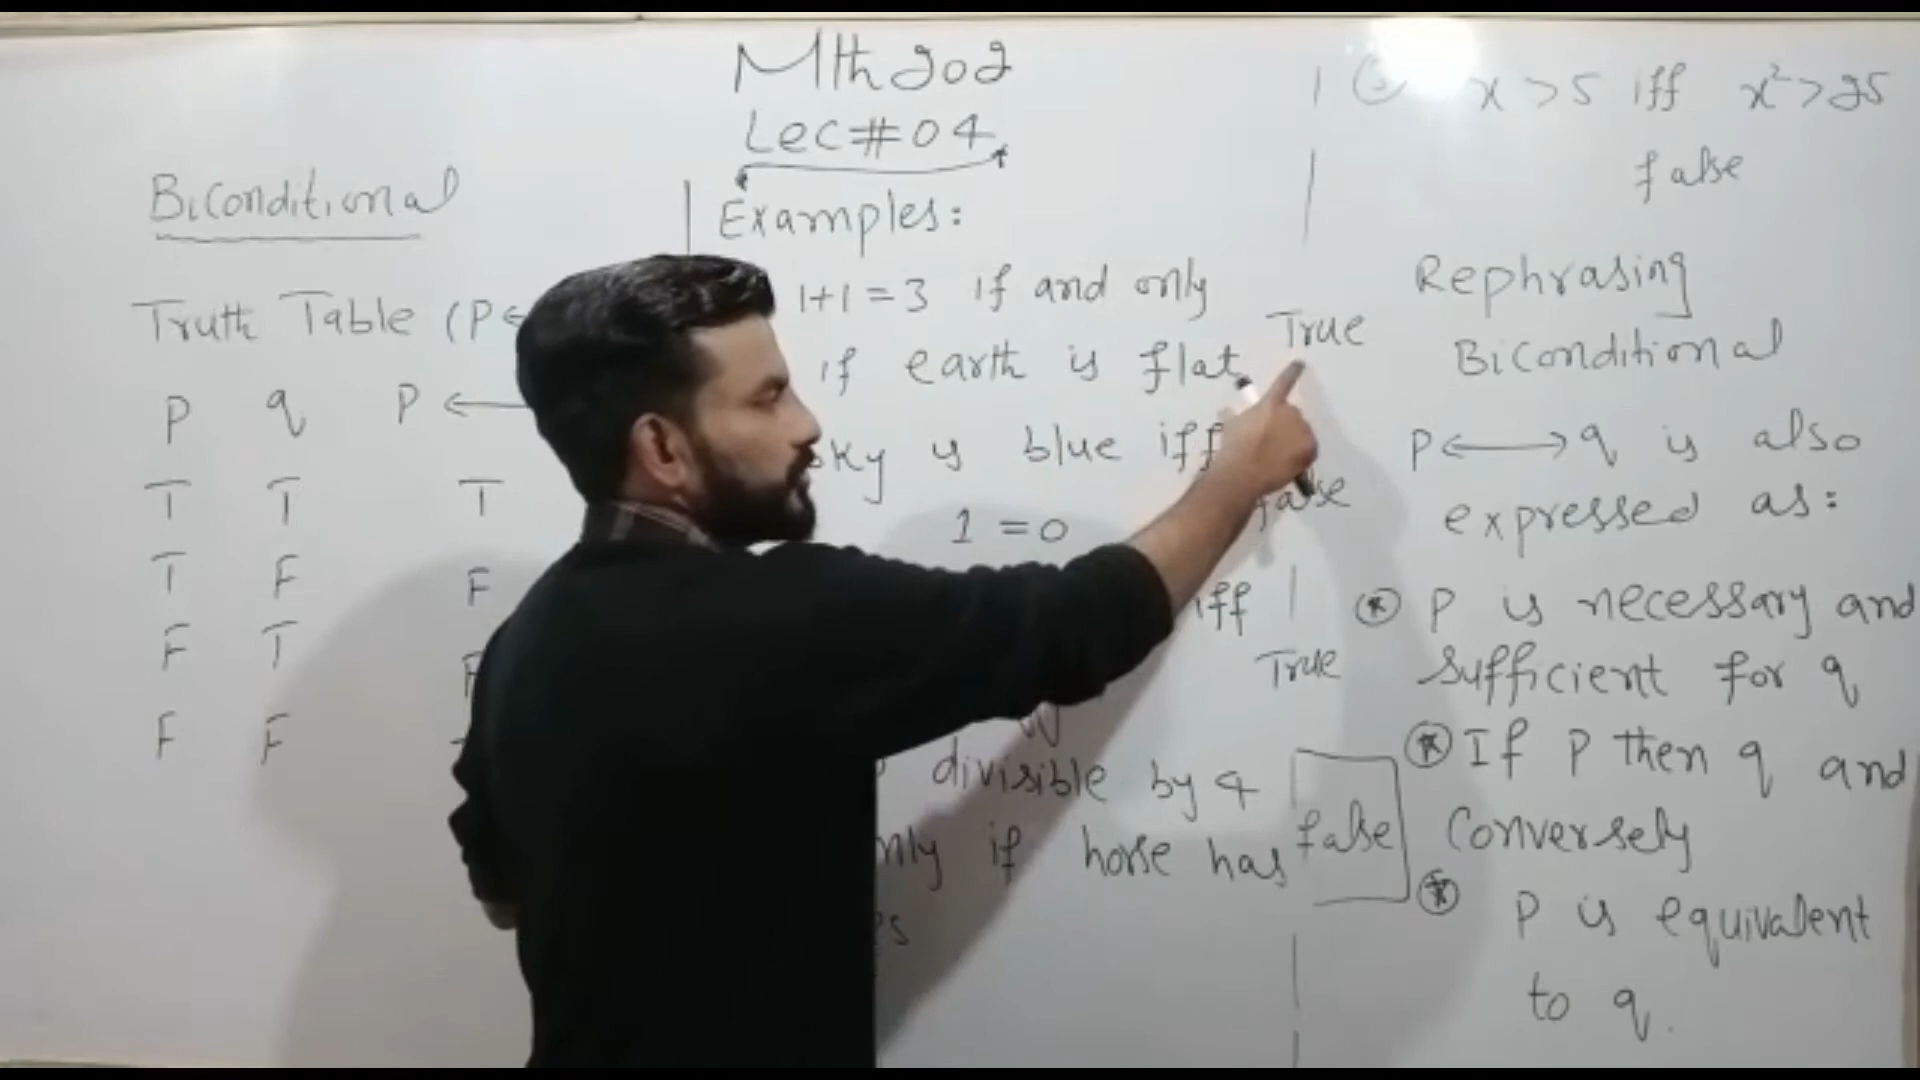 Mth202
Lec#04
Biconditional
Truth Table (P
P q P ←
T T T
T F F
F T F
F F
Examples:
1+1=3 if and only
if earth is flat True
sky is blue iff
1=0 false
iff
True
divisible by 4
only if horse has false
x>5 iff x²>25
false
Rephrasing
Biconditional
P ↔ q is also
expressed as:
P is necessary and
sufficient for q
If P then q and
Conversely
P is equivalent
to q.